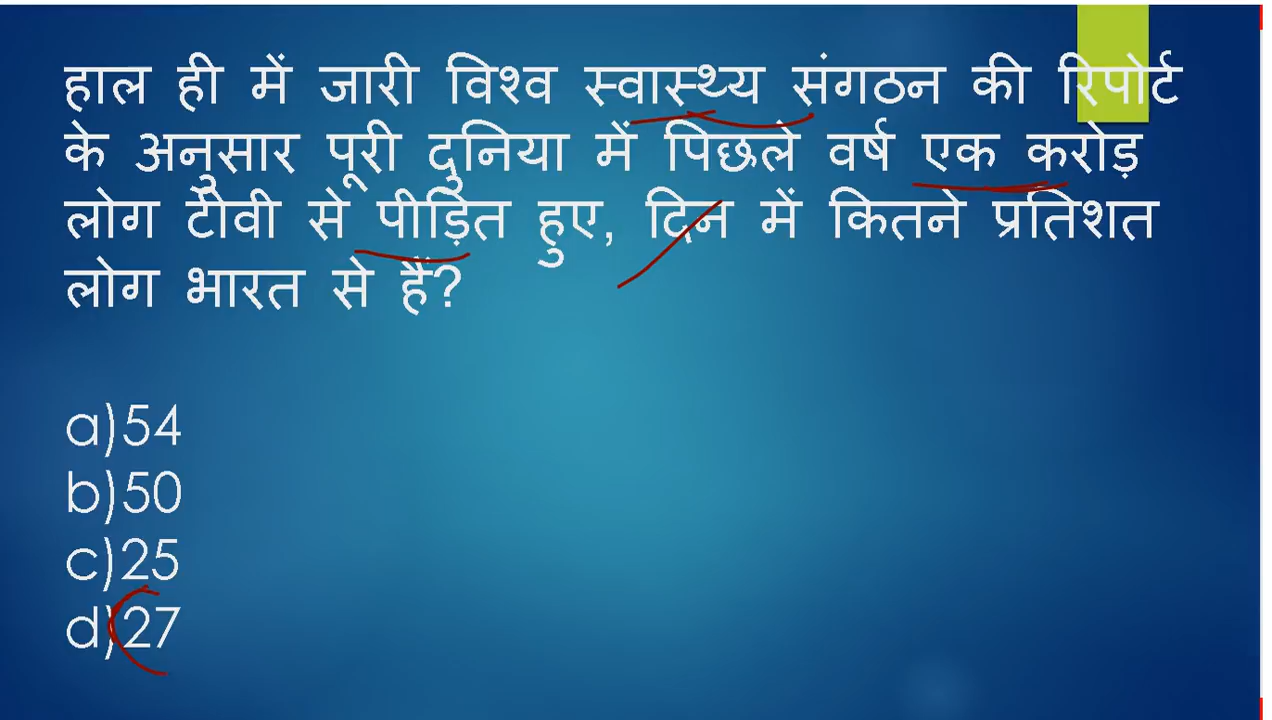 हाल ही में जारी विश्व स्वास्थ्य संगठन की रिपोर्ट
के अनुसार पूरी दुनिया में पिछले वर्ष एक करोड़
लोग टीवी से पीड़ित हुए, दिन में कितने प्रतिशत
लोग भारत से हैं?
a)54
b)50
c)25
d)27